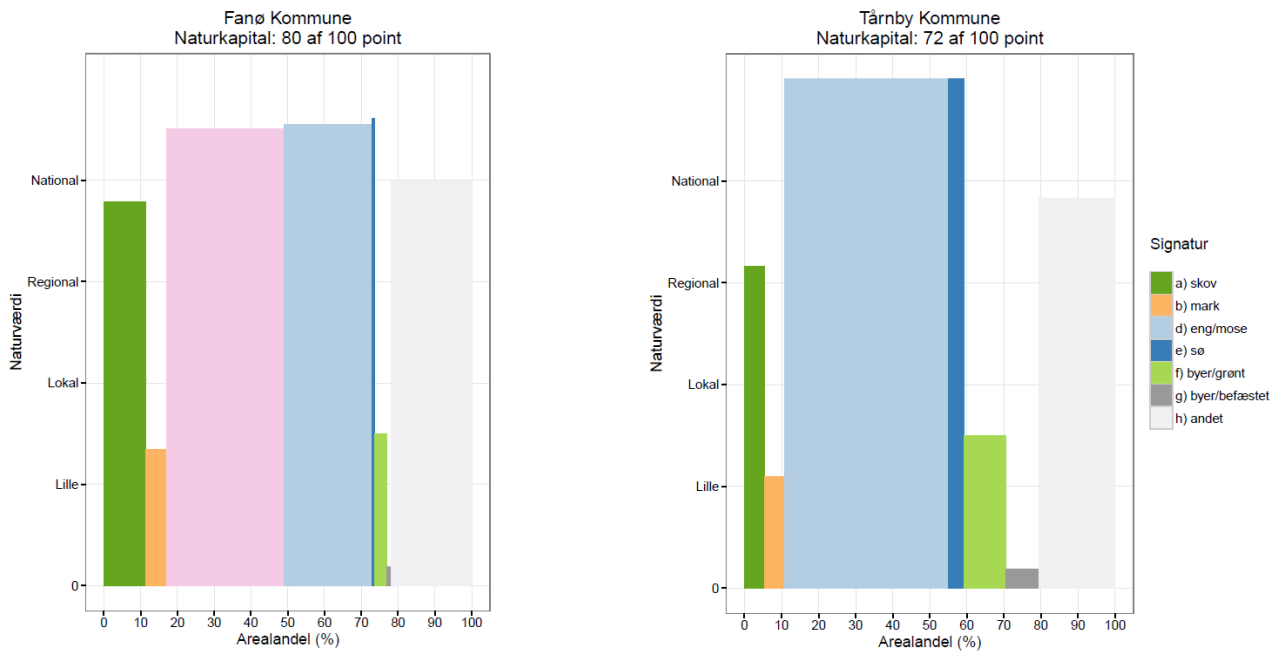 Fanø Kommune
Naturkapital: 80 af 100 point
Naturværdi
National
Regional
Lokal
Lille
0
0 10 20 30 40 50 60 70 80 90 100
Arealandel (%)
Tårnby Kommune
Naturkapital: 72 af 100 point
Naturværdi
National
Regional
Lokal
Lille
0
0 10 20 30 40 50 60 70 80 90 100
Arealandel (%)
Signatur
a) skov
b) mark
d) eng/mose
e) sø
f) byer/grønt
g) byer/befæstet
h) andet